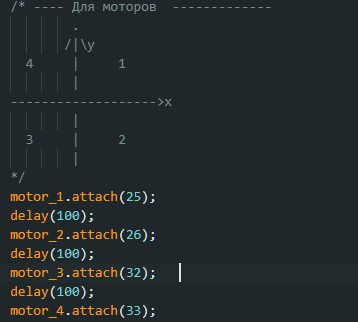 /* ---- Для моторов  -------------
       .
      /|\y
  4    |    1
       |
------------------->x
       |
  3    |    2
       |
*/
motor_1.attach(25);
delay(100);
motor_2.attach(26);
delay(100);
motor_3.attach(32);
delay(100);
motor_4.attach(33);